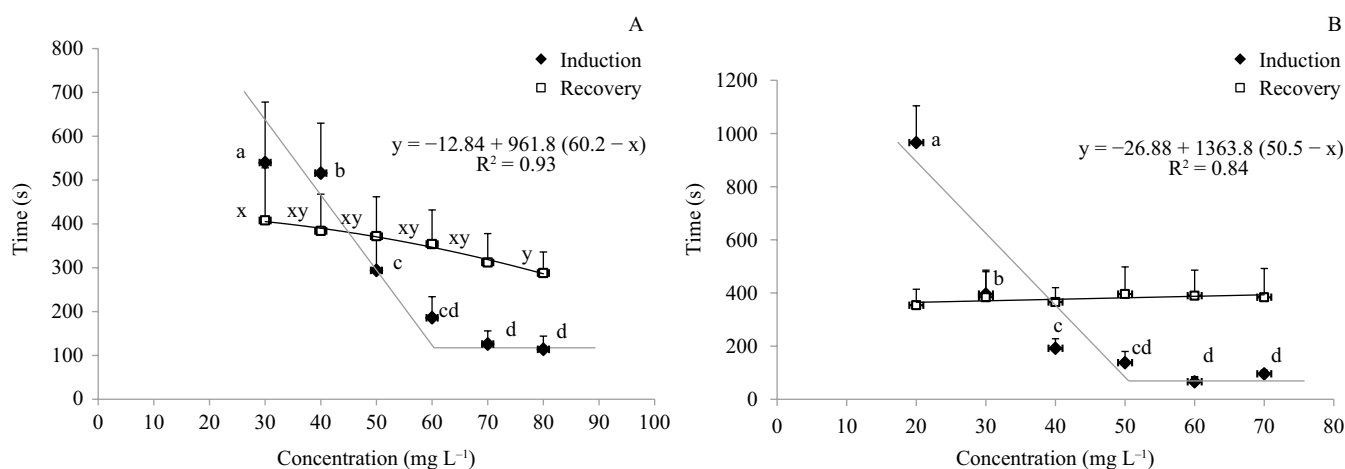 A
800
700
600
500
400
300
200
100
0
Time (s)
Induction
Recovery
y = −12.84 + 961.8 (60.2 − x)
R² = 0.93
a
b
c
cd
d
d
x
xy
xy
xy
xy
y
0 10 20 30 40 50 60 70 80 90 100
Concentration (mg L⁻¹)
B
1200
1000
800
600
400
200
0
Time (s)
Induction
Recovery
y = −26.88 + 1363.8 (50.5 − x)
R² = 0.84
a
b
c
cd
d
d
0 10 20 30 40 50 60 70 80
Concentration (mg L⁻¹)